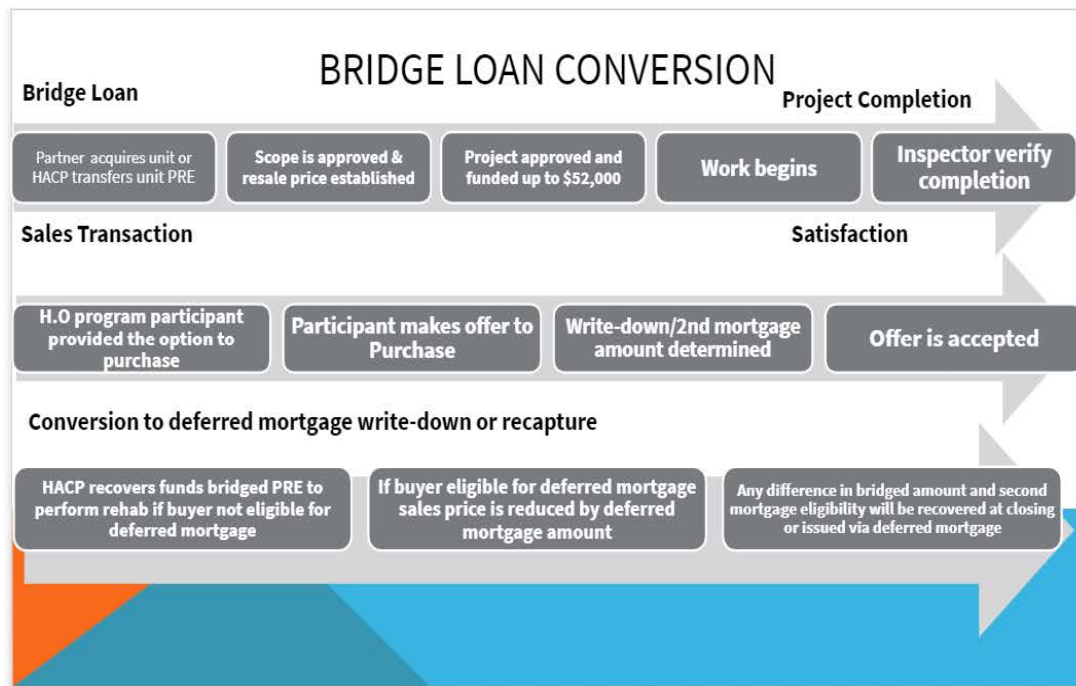 BRIDGE LOAN CONVERSION
Bridge Loan
Project Completion
Partner acquires unit or
HACP transfers unit PRE
Scope is approved &
resale price established
Project approved and
funded up to $52,000
Work begins
Inspector verify
completion
Sales Transaction
Satisfaction
H.O program participant
provided the option to
purchase
Participant makes offer to
Purchase
Write-down/2nd mortgage
amount determined
Offer is accepted
Conversion to deferred mortgage write-down or recapture
HACP recovers funds bridged PRE to
perform rehab if buyer not eligible for
deferred mortgage
If buyer eligible for deferred mortgage
sales price is reduced by deferred
mortgage amount
Any difference in bridged amount and second
mortgage eligibility will be recovered at closing
or issued via deferred mortgage